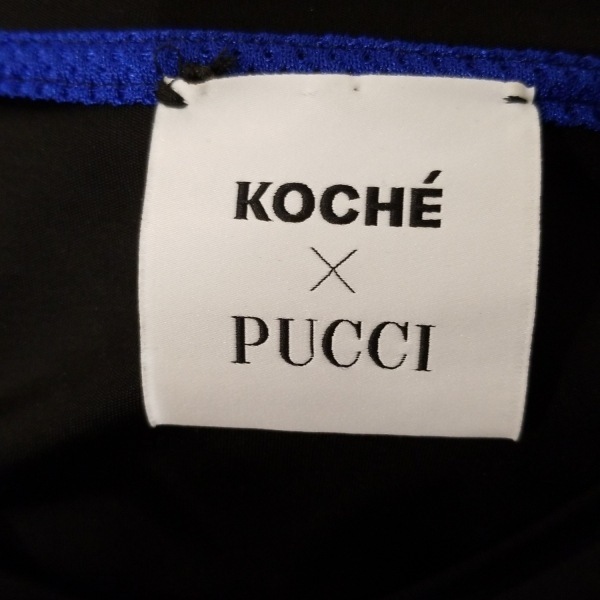 KOCHÉ
×
PUCCI